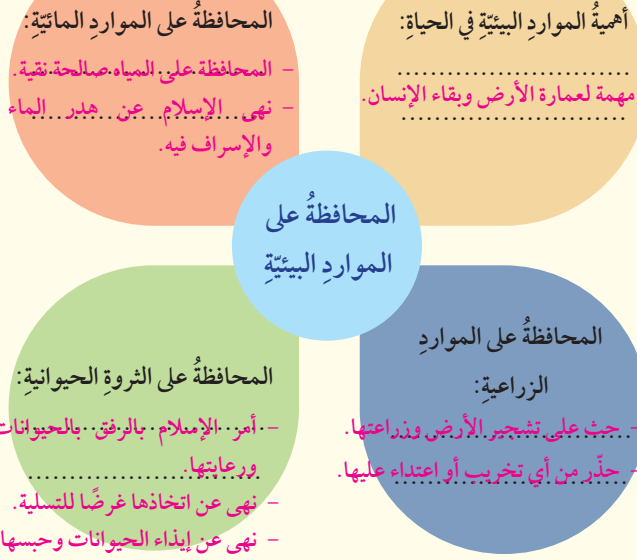 أهميةُ المواردِ البيئيّةِ في الحياةِ:
...........................
مهمة لعمارة الأرض وبقاء الإنسان.
...........................
المحافظةُ على المواردِ المائيّةِ:
– المحافظة على المياه صالحة نقية.
– نهى الإسلام عن هدر الماء
والإسراف فيه.
المحافظةُ على
المواردِ البيئيّةِ
المحافظةُ على المواردِ
الزراعيةِ:
– حث على تشجير الأرض وزراعتها.
– حذّر من أي تخريب أو اعتداء عليها.
المحافظةُ على الثروةِ الحيوانيةِ:
– أمر الإسلام بالرفق بالحيوانات
ورعايتها.
– نهى عن اتخاذها غرضًا للتسلية.
– نهى عن إيذاء الحيوانات وحبسها